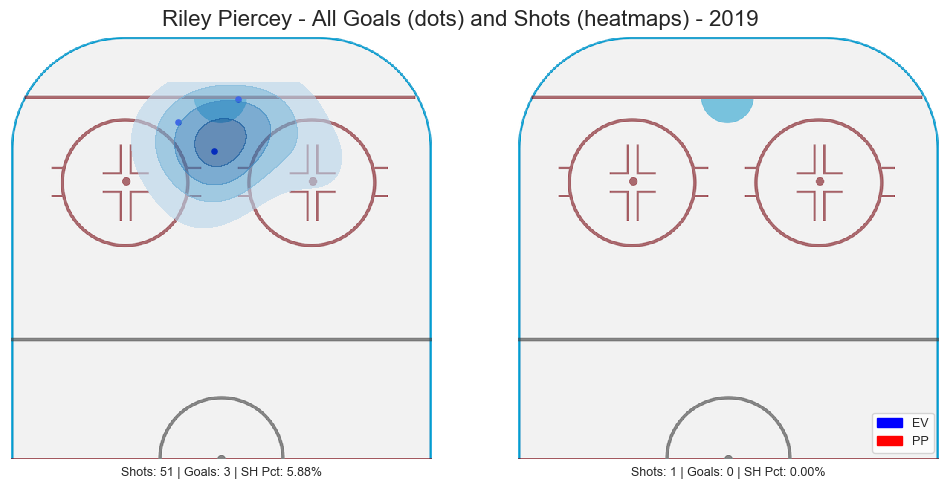 Riley Piercey - All Goals (dots) and Shots (heatmaps) - 2019
EV
PP
Shots: 51 | Goals: 3 | SH Pct: 5.88%
Shots: 1 | Goals: 0 | SH Pct: 0.00%